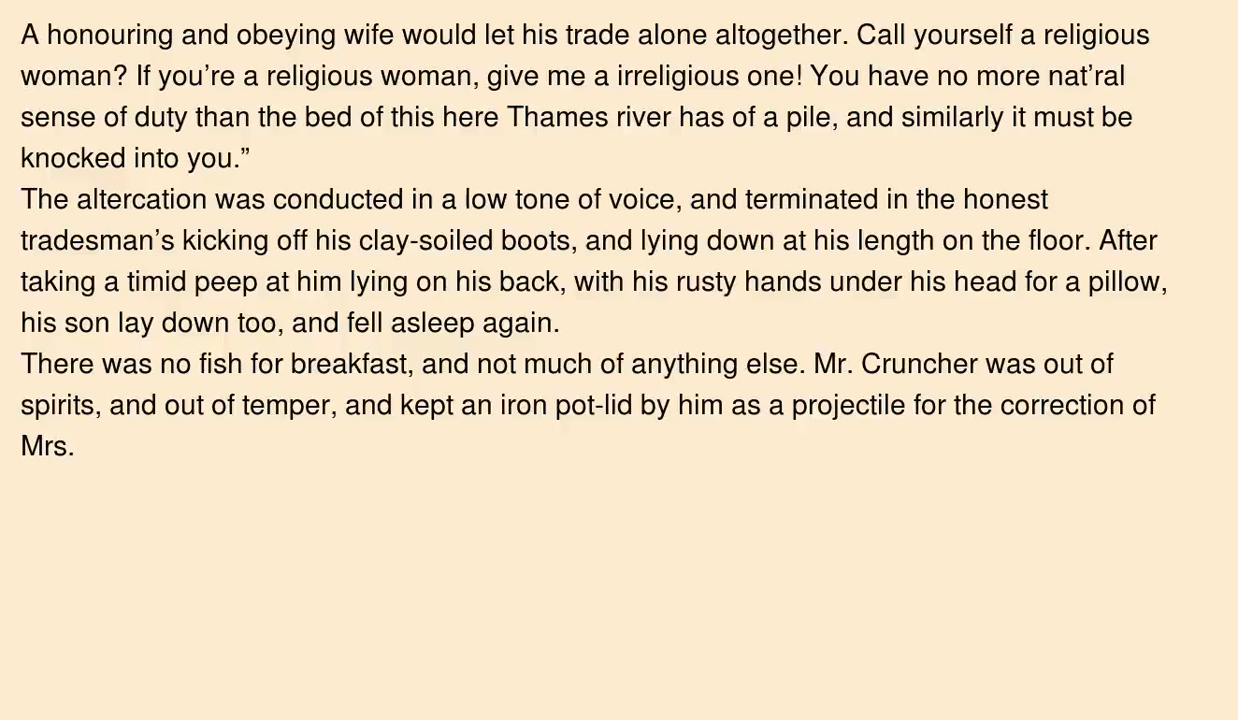 A honouring and obeying wife would let his trade alone altogether. Call yourself a religious
woman? If you’re a religious woman, give me a irreligious one! You have no more nat’ral
sense of duty than the bed of this here Thames river has of a pile, and similarly it must be
knocked into you.”
The altercation was conducted in a low tone of voice, and terminated in the honest
tradesman’s kicking off his clay-soiled boots, and lying down at his length on the floor. After
taking a timid peep at him lying on his back, with his rusty hands under his head for a pillow,
his son lay down too, and fell asleep again.
There was no fish for breakfast, and not much of anything else. Mr. Cruncher was out of
spirits, and out of temper, and kept an iron pot-lid by him as a projectile for the correction of
Mrs.